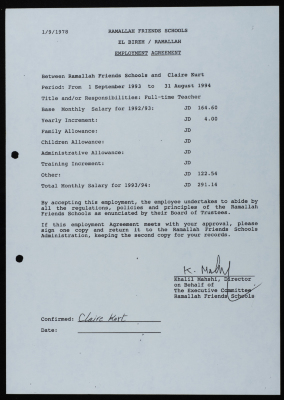 1/9/1978
RAMALLAH FRIENDS SCHOOLS
EL BIREH / RAMALLAH
EMPLOYMENT AGREEMENT
Between Ramallah Friends Schools and Claire Kurt
Period: From 1 September 1993 to 31 August 1994
Title and/or Responsibilities: Full-time Teacher
Base Monthly Salary for 1992/93: JD 164.60
Yearly Increment: JD 4.00
Family Allowance: JD
Children Allowance: JD
Administrative Allowance: JD
Training Increment: JD
Other: JD 122.54
Total Monthly Salary for 1993/94: JD 291.14
By accepting this employment, the employee undertakes to abide by
all the regulations, policies and principles of the Ramallah
Friends Schools as enunciated by their Board of Trustees.
If this employment Agreement meets with your approval, please
sign one copy and return it to the Ramallah Friends Schools
Administration, keeping the second copy for your records.
K. Mahshi
Khalil Mahshi, Director
on Behalf of
The Executive Committee
Ramallah Friends Schools
Confirmed: Claire Kurt
Date: